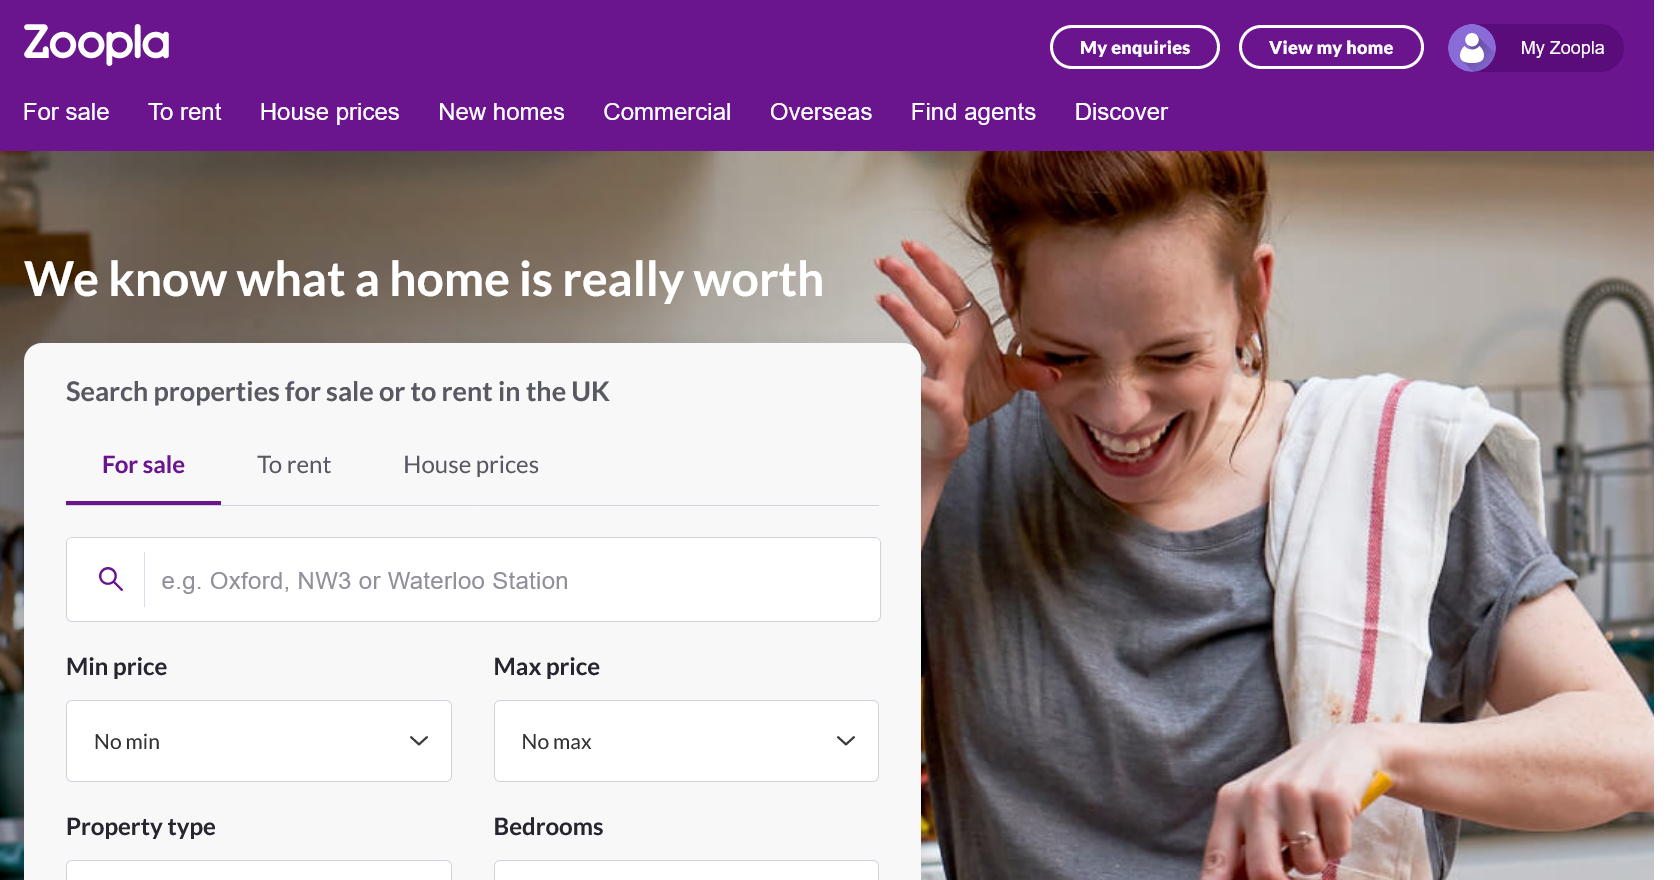 Zoopla
My enquiries
View my home
My Zoopla
For sale
To rent
House prices
New homes
Commercial
Overseas
Find agents
Discover
We know what a home is really worth
Search properties for sale or to rent in the UK
For sale
To rent
House prices
e.g. Oxford, NW3 or Waterloo Station
Min price
Max price
No min
No max
Property type
Bedrooms